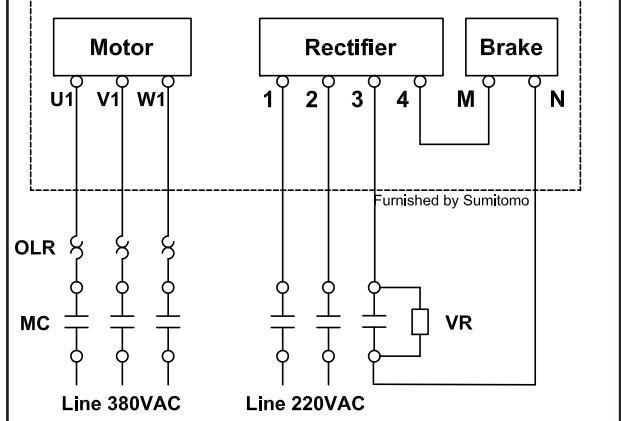 Motor Rectifier Brake
U1 V1 W1 1 2 3 4 M N
Furnished by Sumitomo
OLR
MC VR
Line 380VAC Line 220VAC